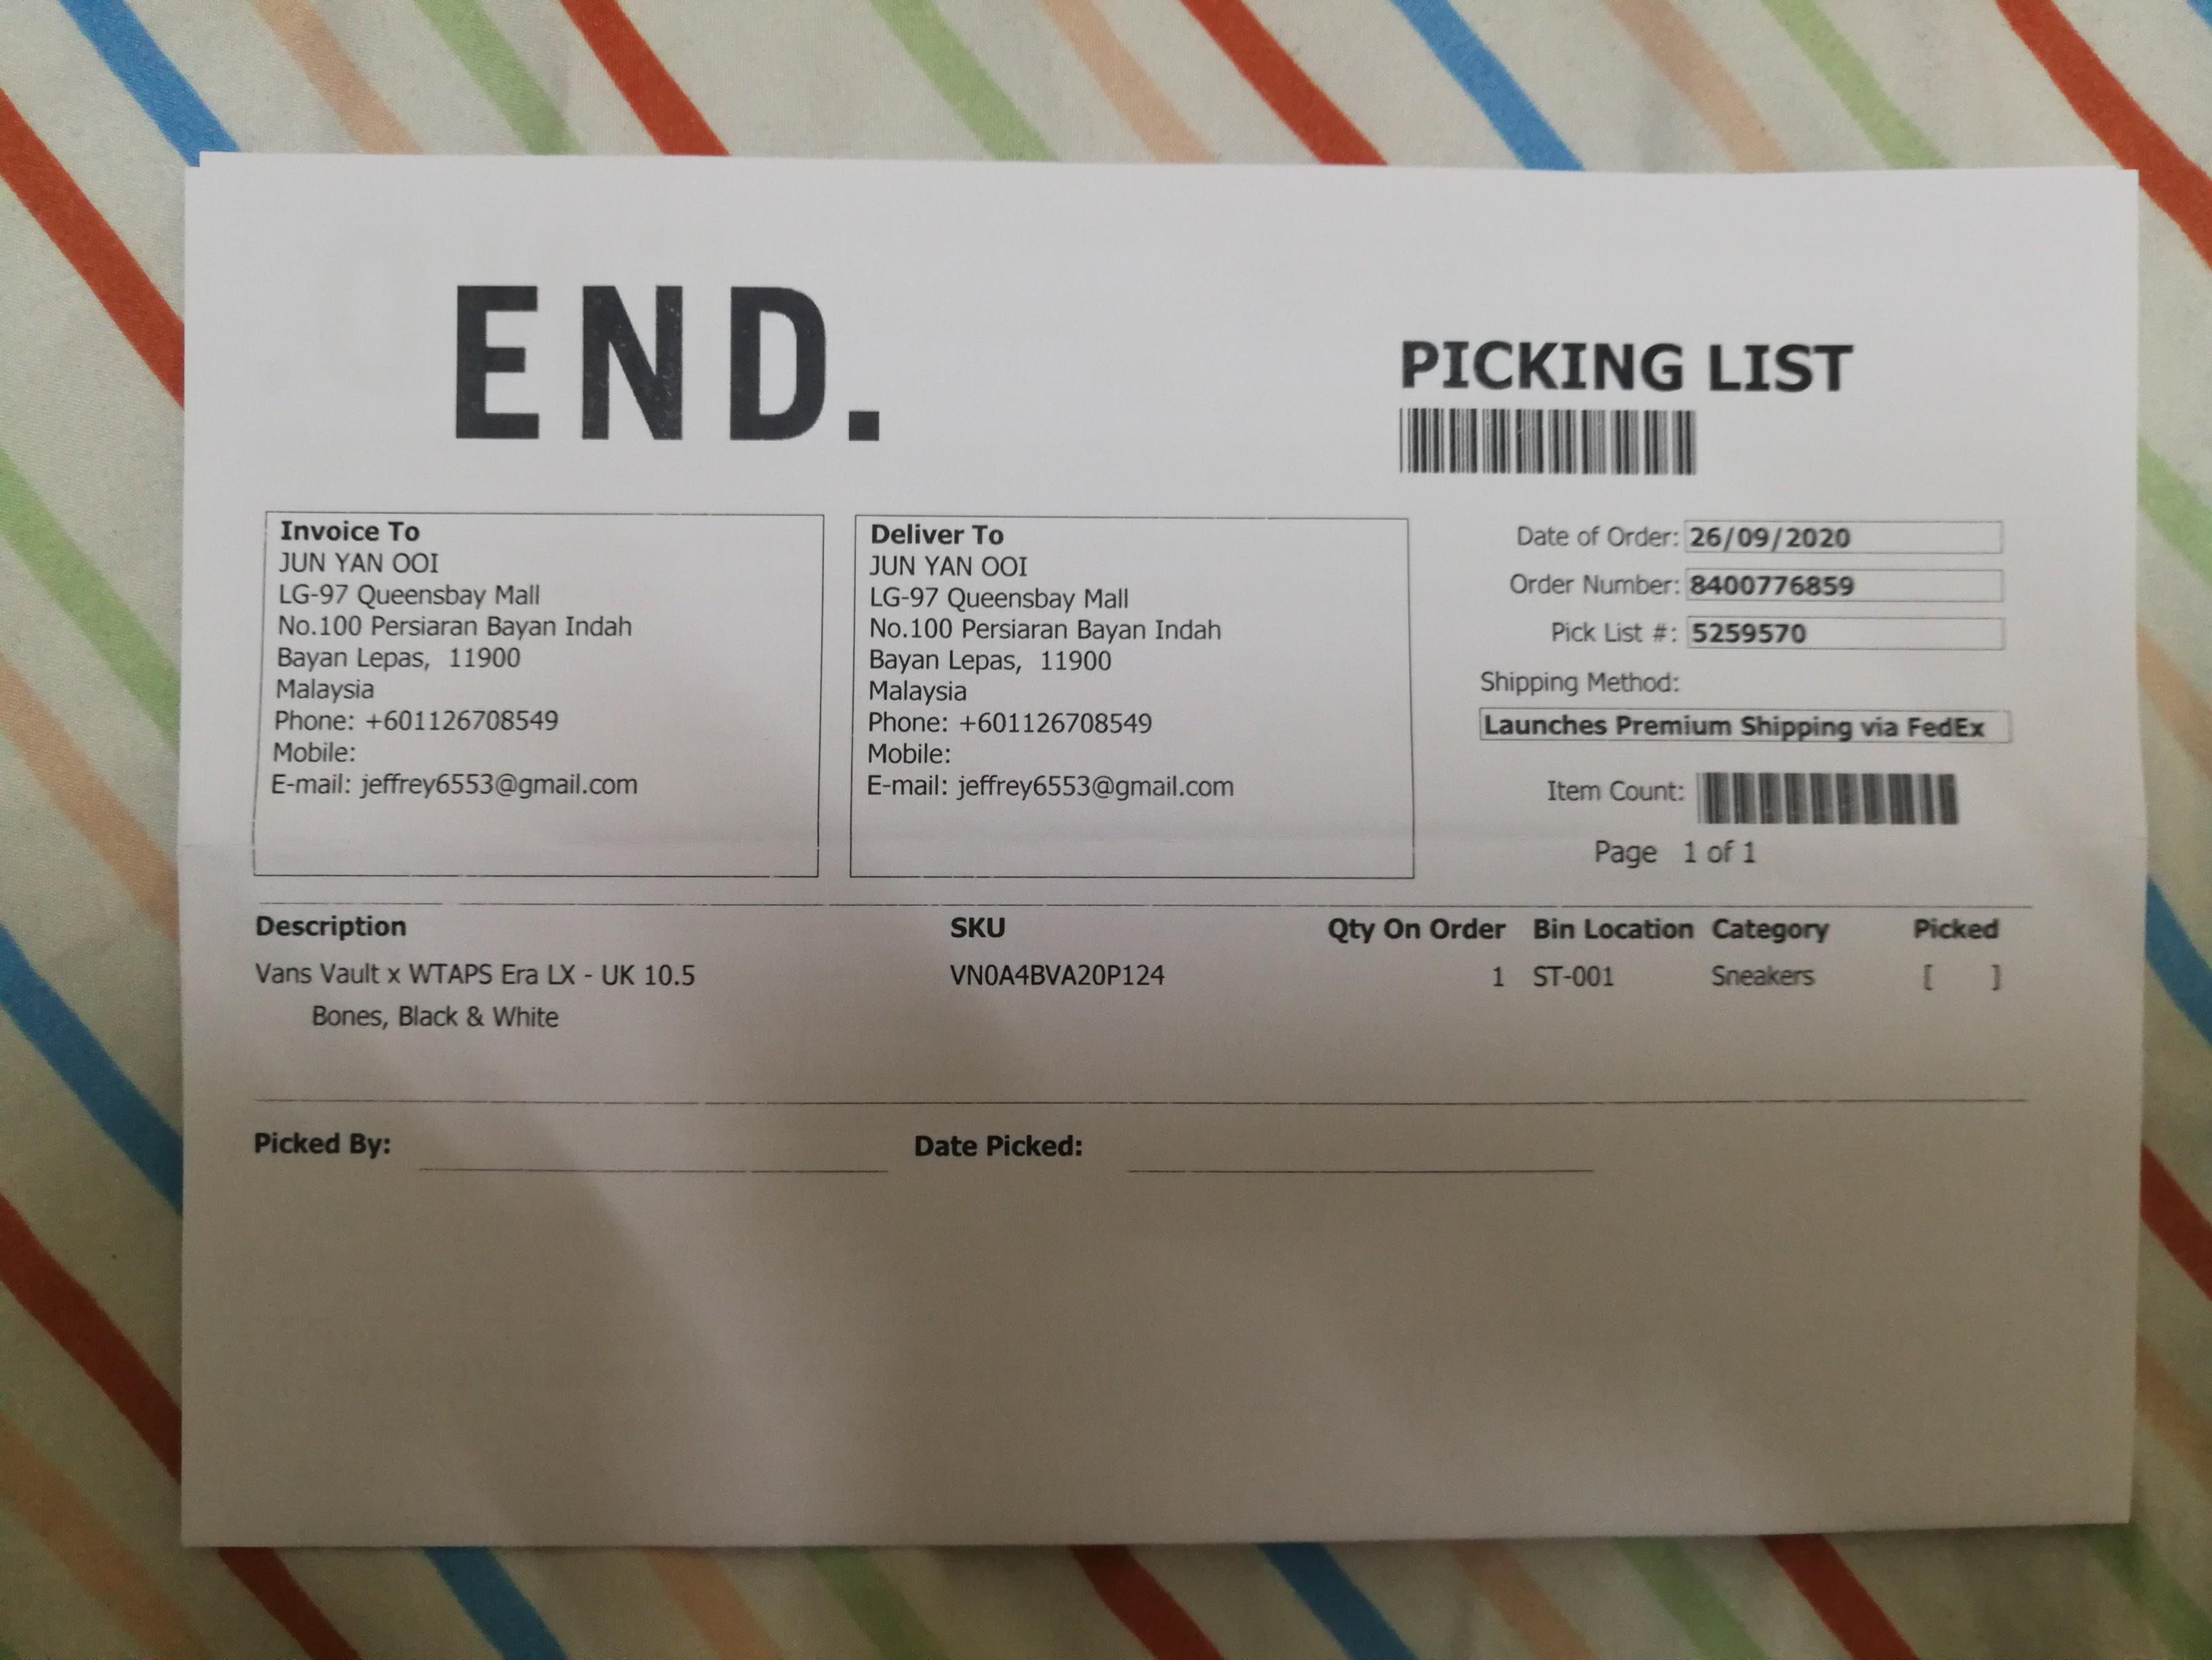 END.
PICKING LIST
Invoice To
JUN YAN OOI
LG-97 Queensbay Mall
No.100 Persiaran Bayan Indah
Bayan Lepas, 11900
Malaysia
Phone: +601126708549
Mobile:
E-mail: jeffrey6553@gmail.com
Deliver To
JUN YAN OOI
LG-97 Queensbay Mall
No.100 Persiaran Bayan Indah
Bayan Lepas, 11900
Malaysia
Phone: +601126708549
Mobile:
E-mail: jeffrey6553@gmail.com
Date of Order: 26/09/2020
Order Number: 8400776859
Pick List #: 5259570
Shipping Method:
Launches Premium Shipping via FedEx
Item Count:
Page 1 of 1
Description SKU Qty On Order Bin Location Category Picked
Vans Vault x WTAPS Era LX - UK 10.5 VN0A4BVA20P124 1 ST-001 Sneakers [ ]
Bones, Black & White
Picked By: Date Picked: